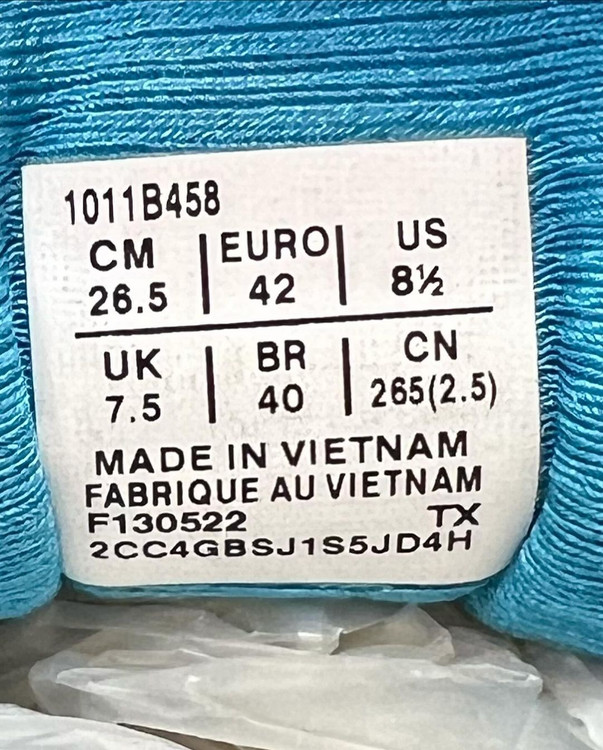 1011B458
CM | EURO | US
26.5 | 42 | 8½
UK | BR | CN
7.5 | 40 | 265(2.5)
MADE IN VIETNAM
FABRIQUE AU VIETNAM
F130522 TX
2CC4GBSJ1S5JD4H